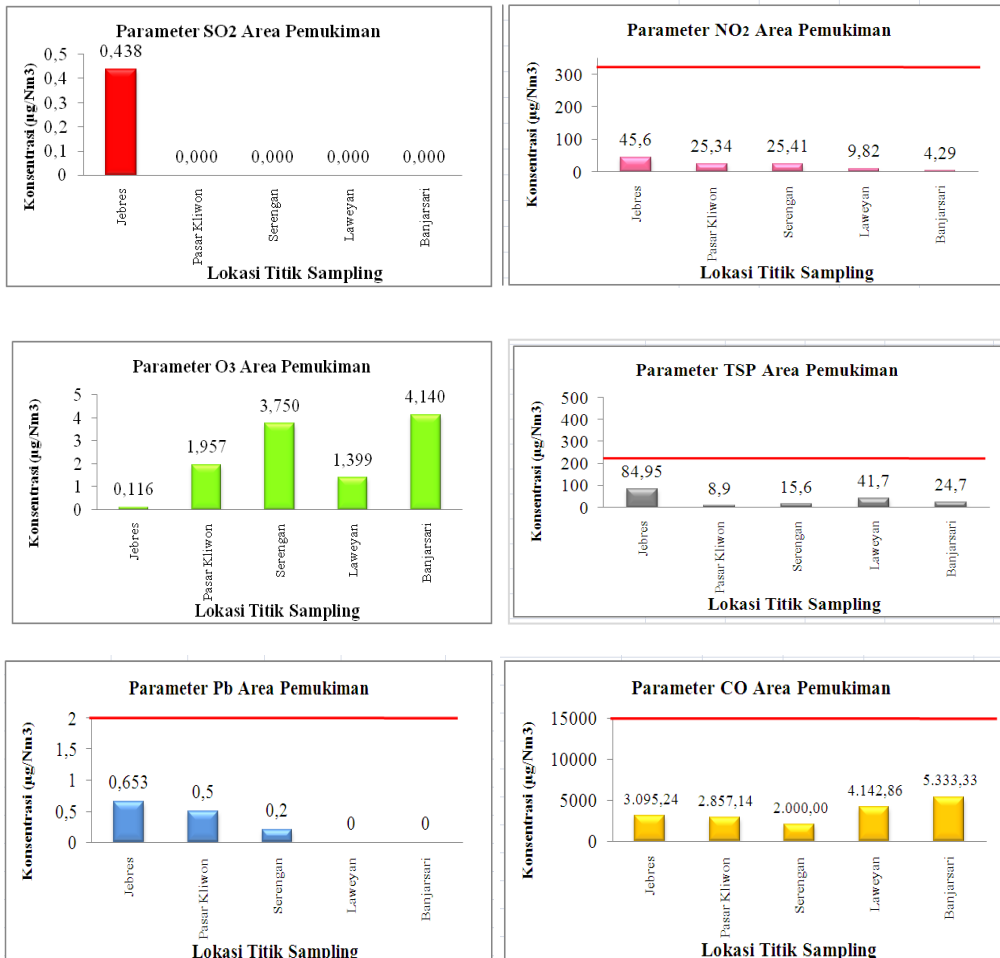 Parameter SO2 Area Pemukiman
Konsentrasi (µg/Nm3)
0,5
0,4
0,3
0,2
0,1
0
0,438
0,000
0,000
0,000
0,000
Jebres
Pasar Kliwon
Serengan
Laweyan
Banjarsari
Lokasi Titik Sampling
Parameter NO2 Area Pemukiman
Konsentrasi (µg/Nm3)
300
200
100
0
45,6
25,34
25,41
9,82
4,29
Jebres
Pasar Kliwon
Serengan
Laweyan
Banjarsari
Lokasi Titik Sampling
Parameter O3 Area Pemukiman
Konsentrasi (µg/Nm3)
5
4
3
2
1
0
0,116
1,957
3,750
1,399
4,140
Jebres
Pasar Kliwon
Serengan
Laweyan
Banjarsari
Lokasi Titik Sampling
Parameter TSP Area Pemukiman
Konsentrasi (µg/Nm3)
500
400
300
200
100
0
84,95
8,9
15,6
41,7
24,7
Jebres
Pasar Kliwon
Serengan
Laweyan
Banjarsari
Lokasi Titik Sampling
Parameter Pb Area Pemukiman
Konsentrasi (µg/Nm3)
2
1,5
1
0,5
0
0,653
0,5
0,2
0
0
Jebres
Pasar Kliwon
Serengan
Laweyan
Banjarsari
Lokasi Titik Sampling
Parameter CO Area Pemukiman
Konsentrasi (µg/Nm3)
15000
10000
5000
0
3.095,24
2.857,14
2.000,00
4.142,86
5.333,33
Jebres
Pasar Kliwon
Serengan
Laweyan
Banjarsari
Lokasi Titik Sampling